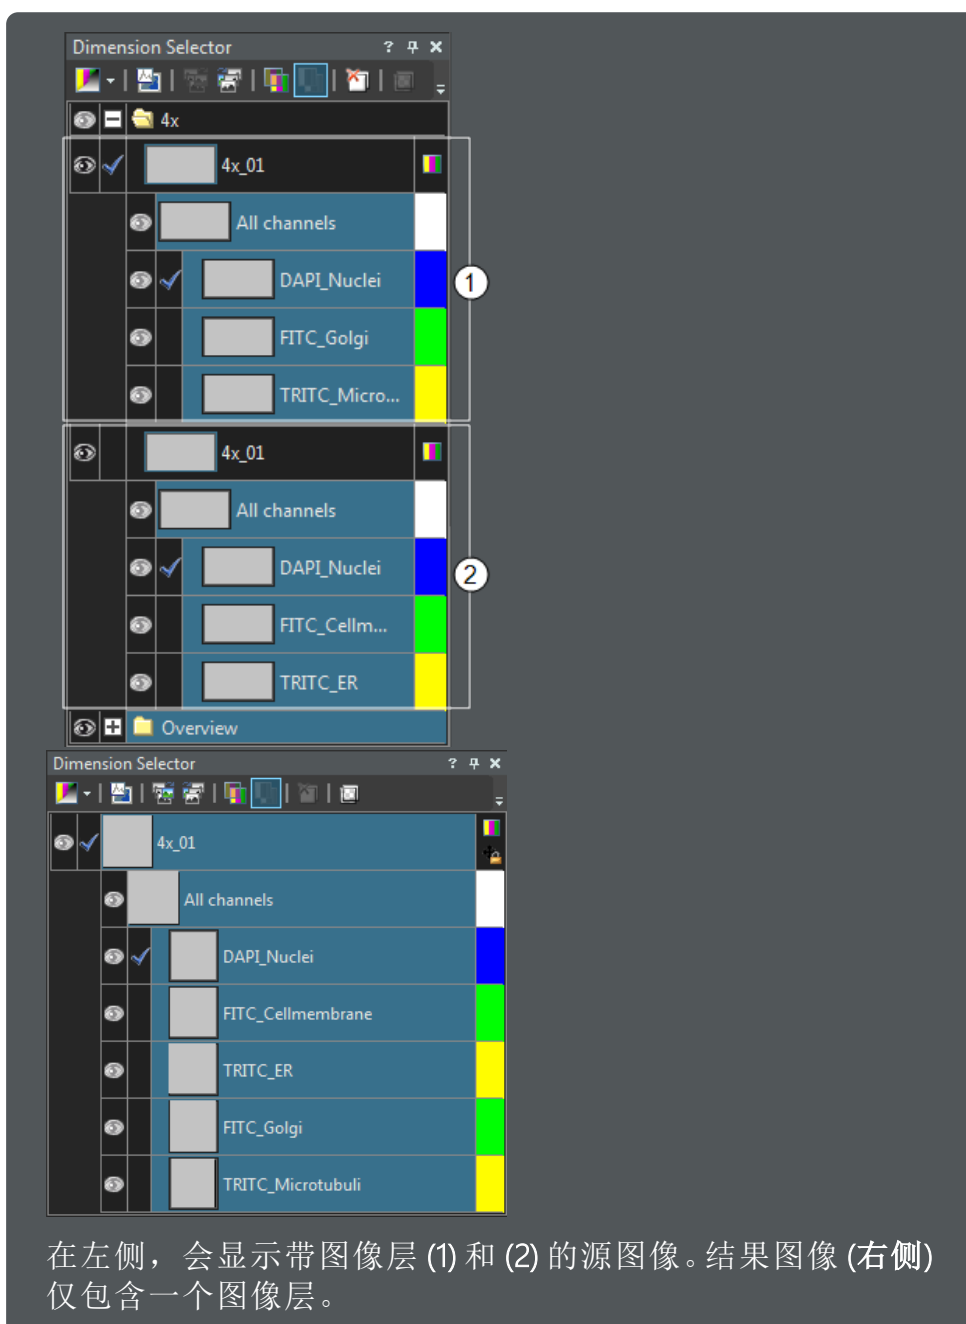 Dimension Selector
4x
4x_01
All channels
DAPI_Nuclei
1
FITC_Golgi
TRITC_Micro...
4x_01
All channels
DAPI_Nuclei
2
FITC_Cellm...
TRITC_ER
Overview
Dimension Selector
4x_01
All channels
DAPI_Nuclei
FITC_Cellmembrane
TRITC_ER
FITC_Golgi
TRITC_Microtubuli
在左侧，会显示带图像层 (1) 和 (2) 的源图像。结果图像 (右侧)
仅包含一个图像层。